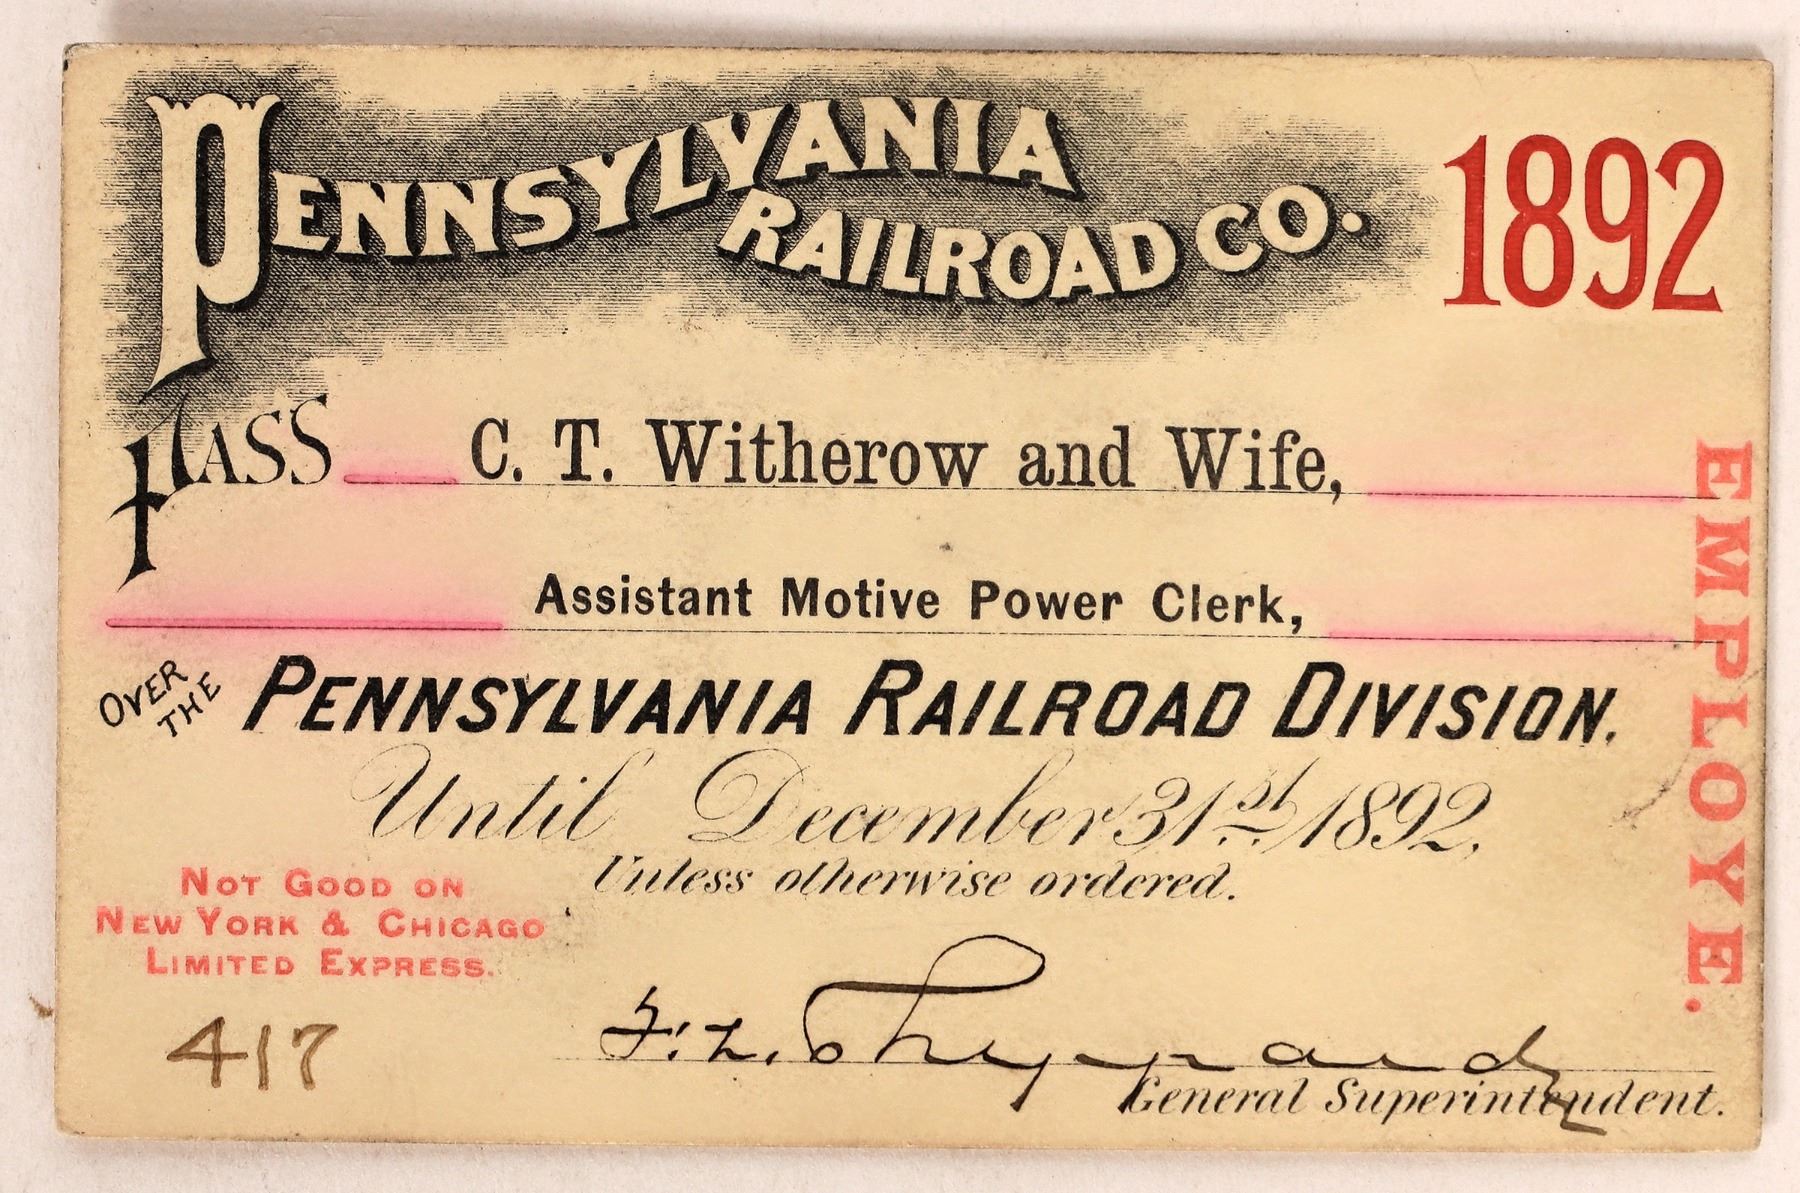 PENNSYLVANIA
RAILROAD CO.
1892
PASS C. T. Witherow and Wife,
Assistant Motive Power Clerk,
OVER THE PENNSYLVANIA RAILROAD DIVISION.
Until December 31st 1892,
Unless otherwise ordered.
NOT GOOD ON
NEW YORK & CHICAGO
LIMITED EXPRESS.
417
F. L. Sheppard
General Superintendent.
EMPLOYE.